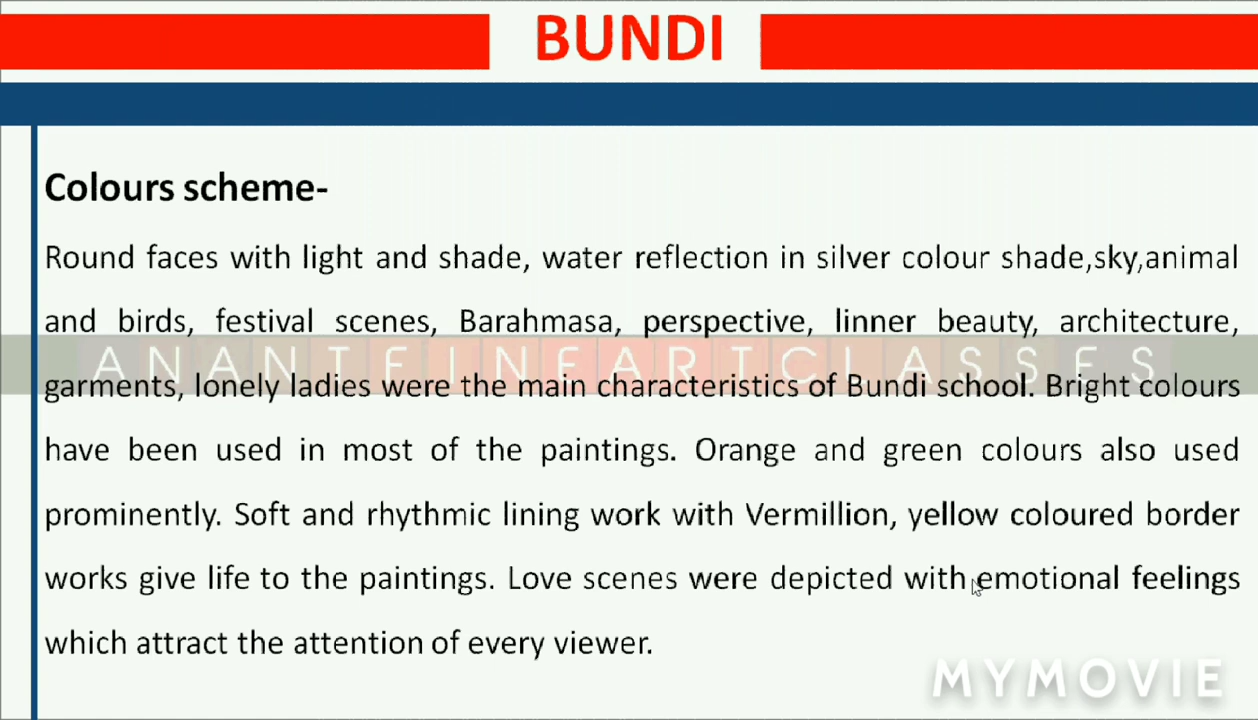 BUNDI
Colours scheme-
Round faces with light and shade, water reflection in silver colour shade,sky,animal
and birds, festival scenes, Barahmasa, perspective, linner beauty, architecture,
ANANTFINEARTCLASSES
garments, lonely ladies were the main characteristics of Bundi school. Bright colours
have been used in most of the paintings. Orange and green colours also used
prominently. Soft and rhythmic lining work with Vermillion, yellow coloured border
works give life to the paintings. Love scenes were depicted with emotional feelings
which attract the attention of every viewer.
MYMOVIE